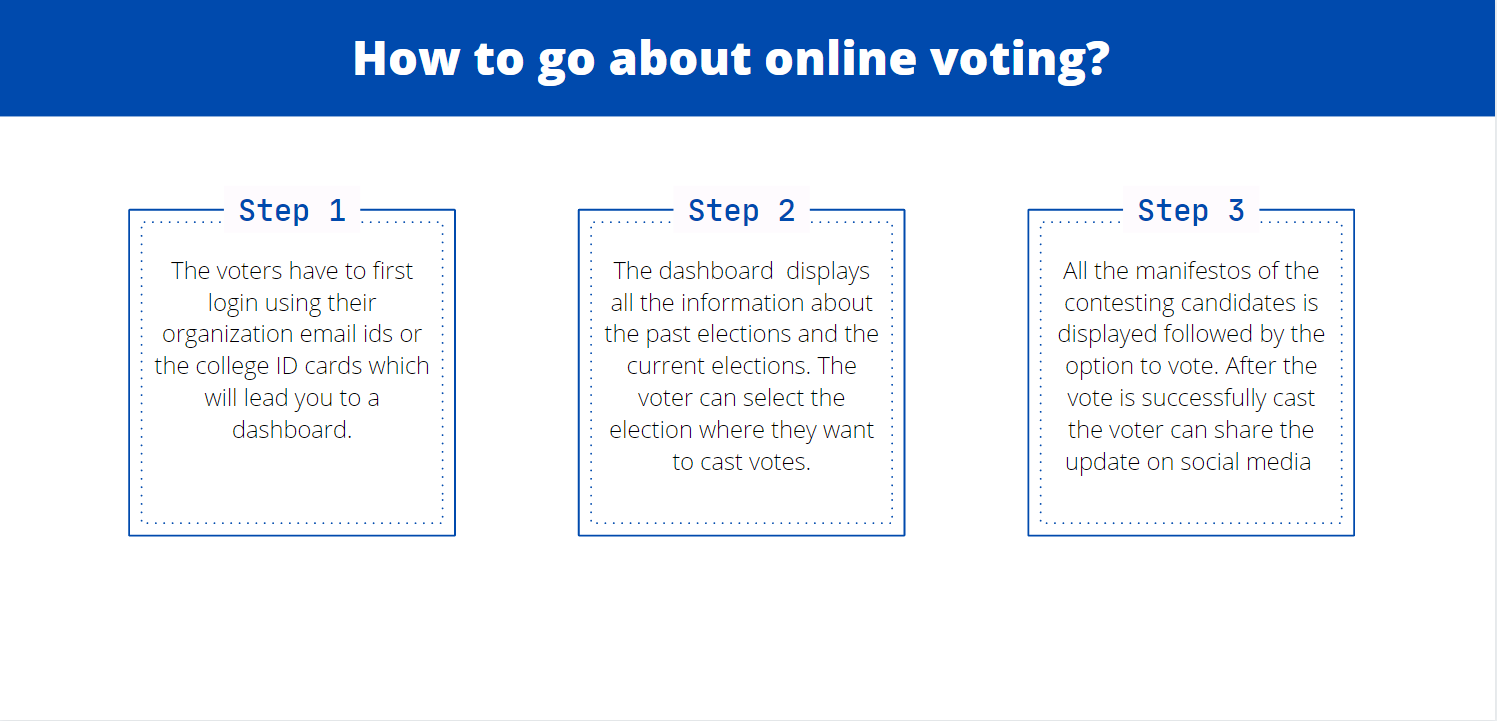 How to go about online voting?
Step 1
The voters have to first
login using their
organization email ids or
the college ID cards which
will lead you to a
dashboard.
Step 2
The dashboard  displays
all the information about
the past elections and the
current elections. The
voter can select the
election where they want
to cast votes.
Step 3
All the manifestos of the
contesting candidates is
displayed followed by the
option to vote. After the
vote is successfully cast
the voter can share the
update on social media